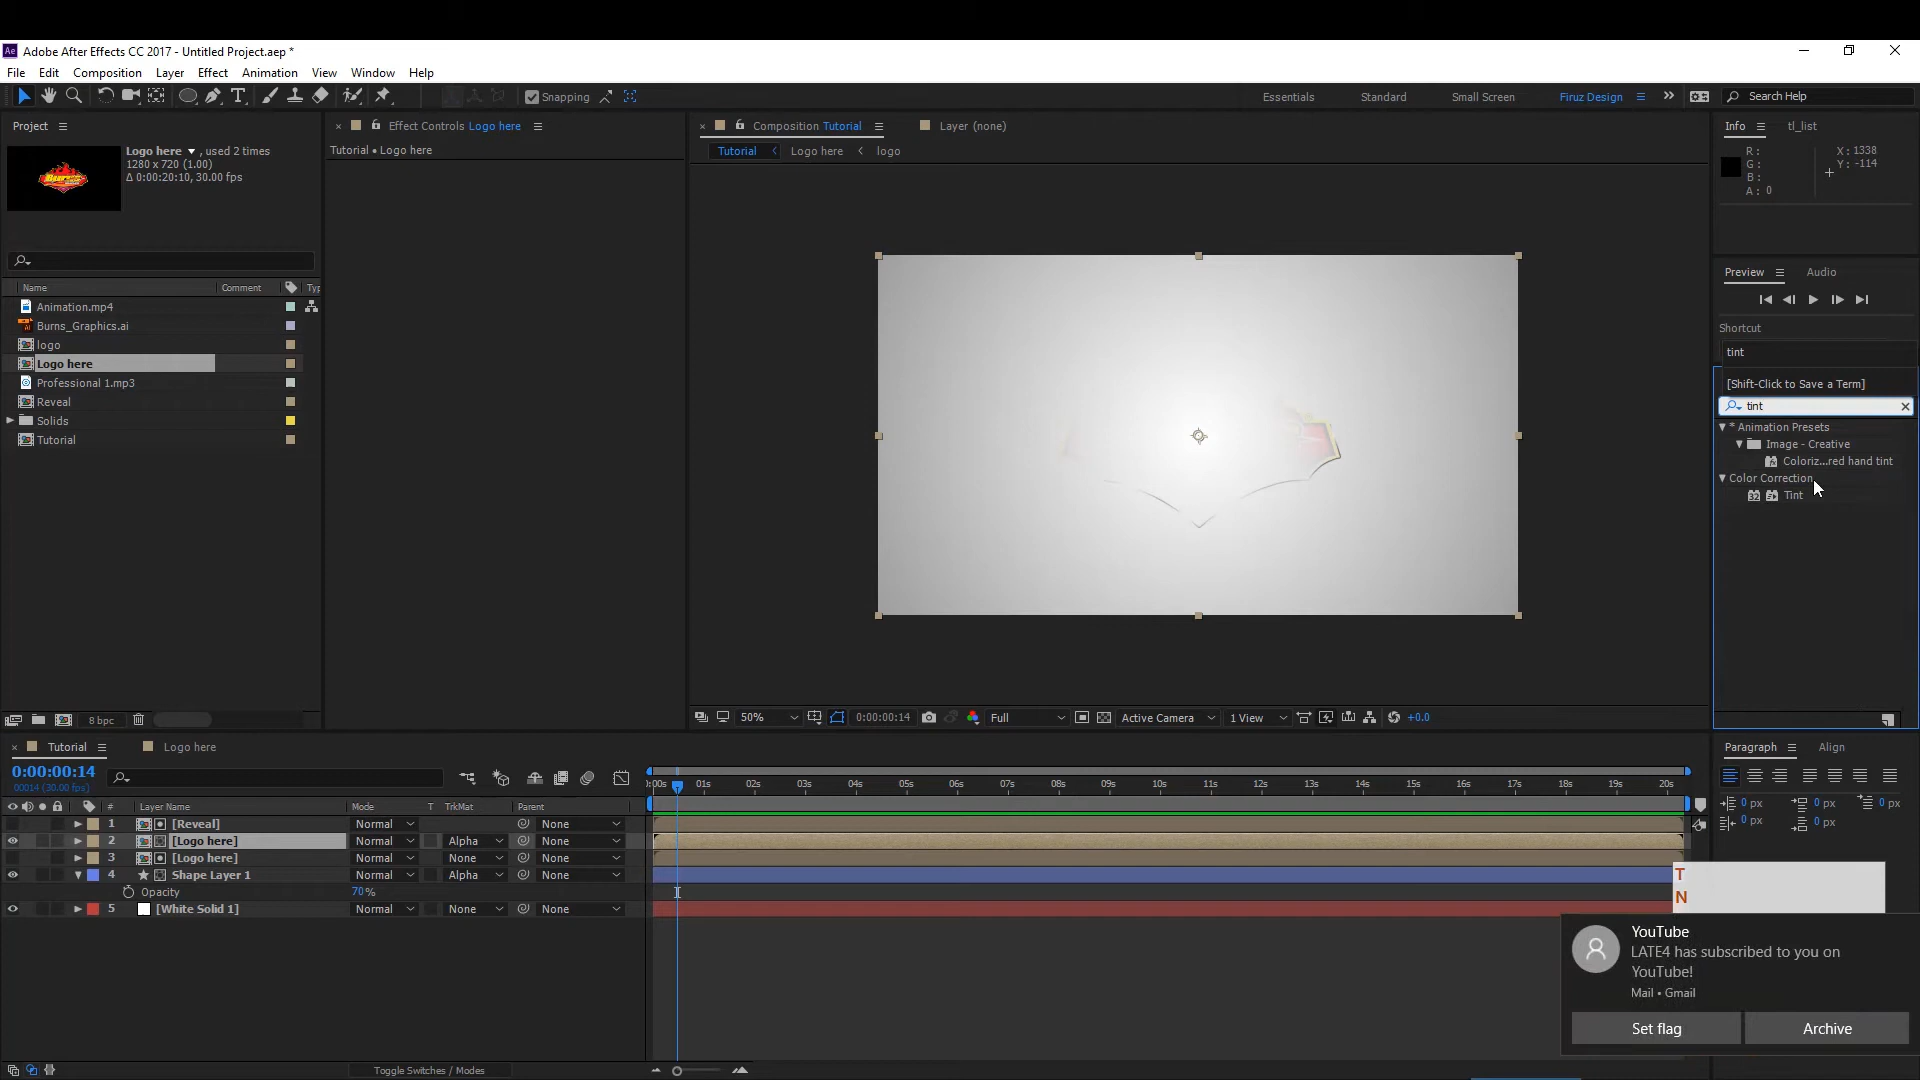 Ae Adobe After Effects CC 2017 - Untitled Project.aep *
File Edit Composition Layer Effect Animation View Window Help
Snapping
Essentials Standard Small Screen Firuz Design Search Help
Project
Logo here , used 2 times
1280 x 720 (1.00)
Δ 0:00:20:10, 30.00 fps
Name Comment Typ
Animation.mp4
Burns_Graphics.ai
logo
Logo here
Professional 1.mp3
Reveal
Solids
Tutorial
8 bpc
Effect Controls Logo here
Tutorial • Logo here
Composition Tutorial Layer (none)
Tutorial Logo here logo
50% 0:00:00:14 Full Active Camera 1 View +0.0
Info tl_list
R: X: 1338
G: Y: -114
B:
A: 0
Preview Audio
Shortcut
tint
[Shift-Click to Save a Term]
tint
* Animation Presets
Image - Creative
Coloriz...red hand tint
Color Correction
32 Tint
Tutorial Logo here
0:00:00:14
00014 (30.00 fps)
# Layer Name Mode T TrkMat Parent
1 [Reveal] Normal None
2 [Logo here] Normal Alpha None
3 [Logo here] Normal None None
4 Shape Layer 1 Normal Alpha None
Opacity 70%
5 [White Solid 1] Normal None None
Toggle Switches / Modes
:00s 01s 02s 03s 04s 05s 06s 07s 08s 09s 10s 11s 12s 13s 14s 15s 16s 17s 18s 19s 20s
Paragraph Align
0 px 0 px 0 px
0 px 0 px
T
N
YouTube
LATE4 has subscribed to you on
YouTube!
Mail • Gmail
Set flag Archive